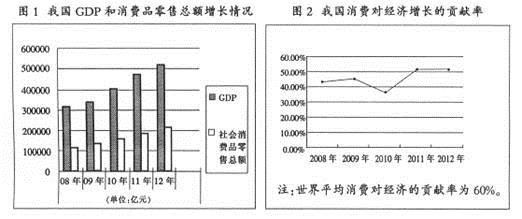 图 1 我国 GDP 和消费品零售总额增长情况
600000
500000
400000
300000
200000
100000
0
08 年 09 年 10 年 11 年 12 年
(单位:亿元)
GDP
社会消
费品零
售总额
图 2 我国消费对经济增长的贡献率
60.00%
50.00%
40.00%
30.00%
20.00%
10.00%
0.00%
2008 年 2009 年 2010 年 2011 年 2012 年
注:世界平均消费对经济的贡献率为 60%。